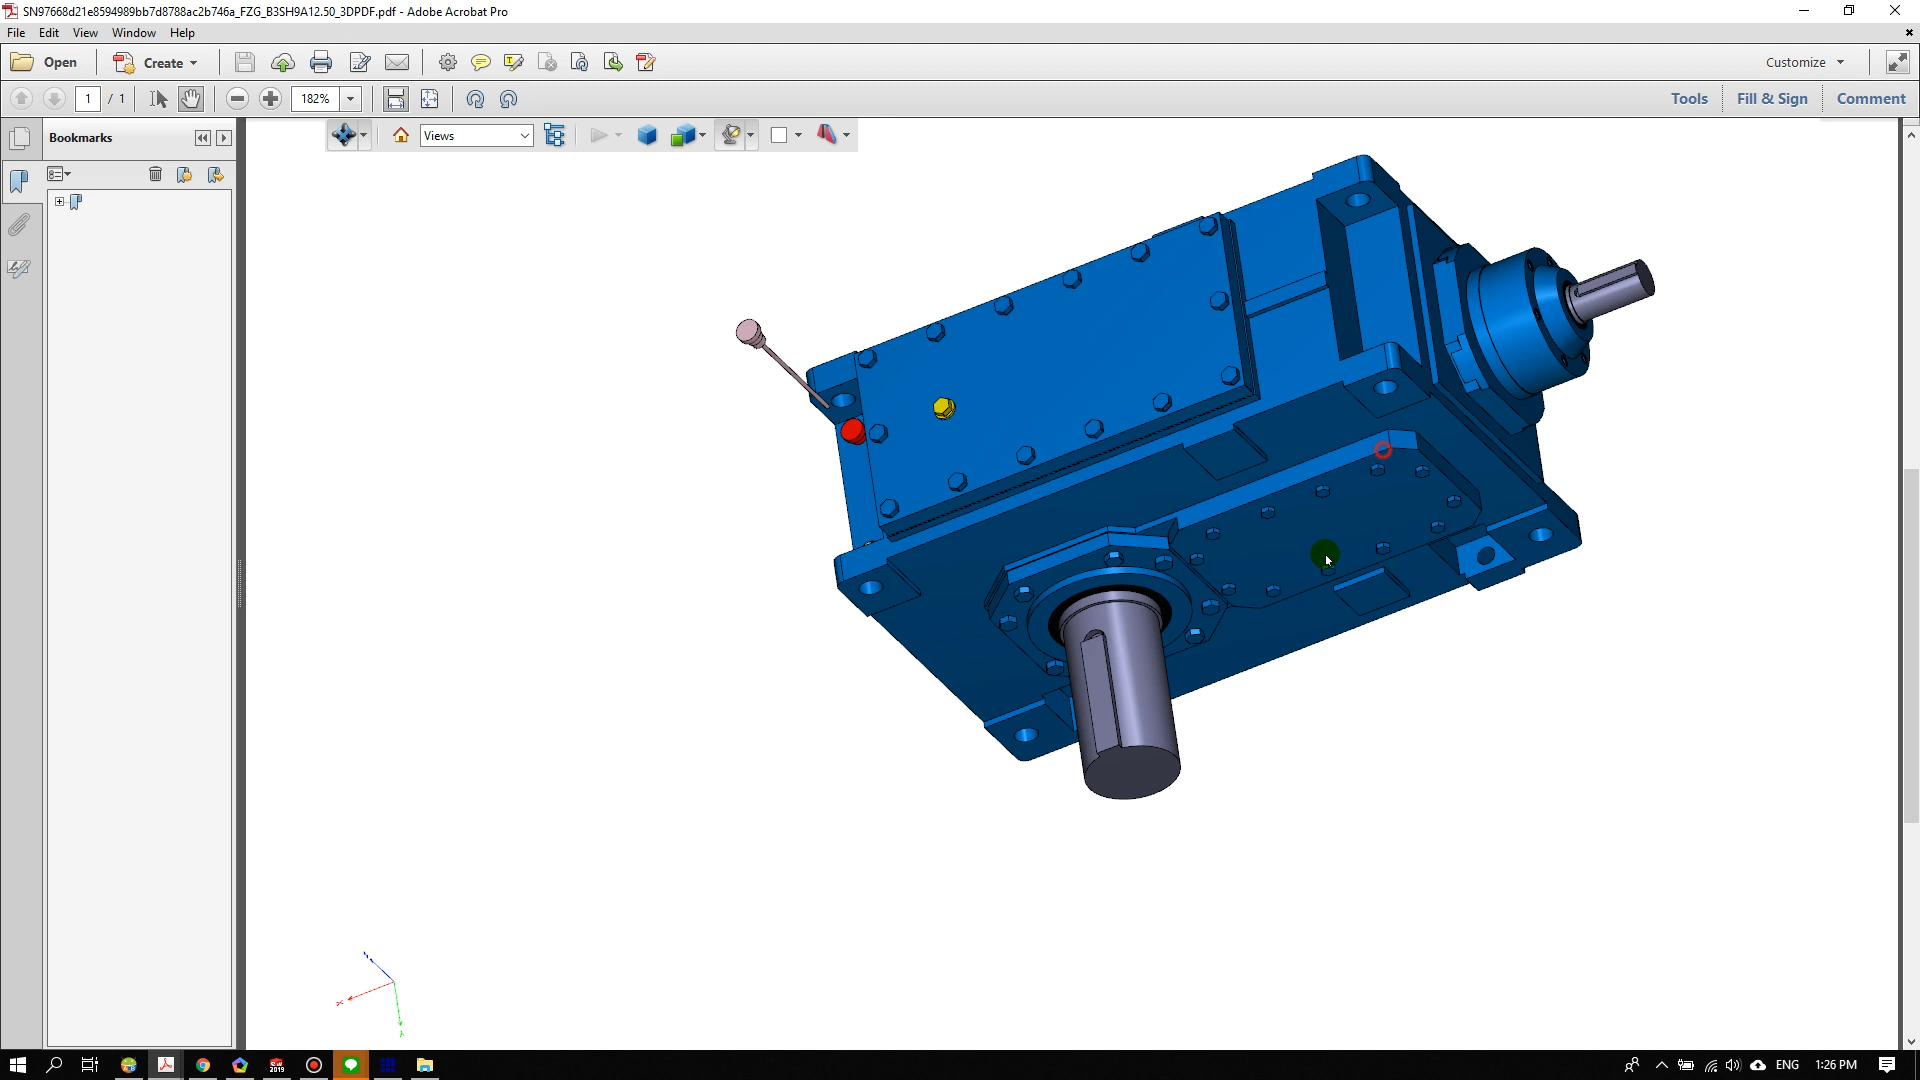 SN97668d21e8594989bb7d8788ac2b746a_FZG_B3SH9A12.50_3DPDF.pdf - Adobe Acrobat Pro
File Edit View Window Help
Open Create Customize
1 / 1 182% Tools Fill & Sign Comment
Bookmarks
Views
ENG 1:26 PM